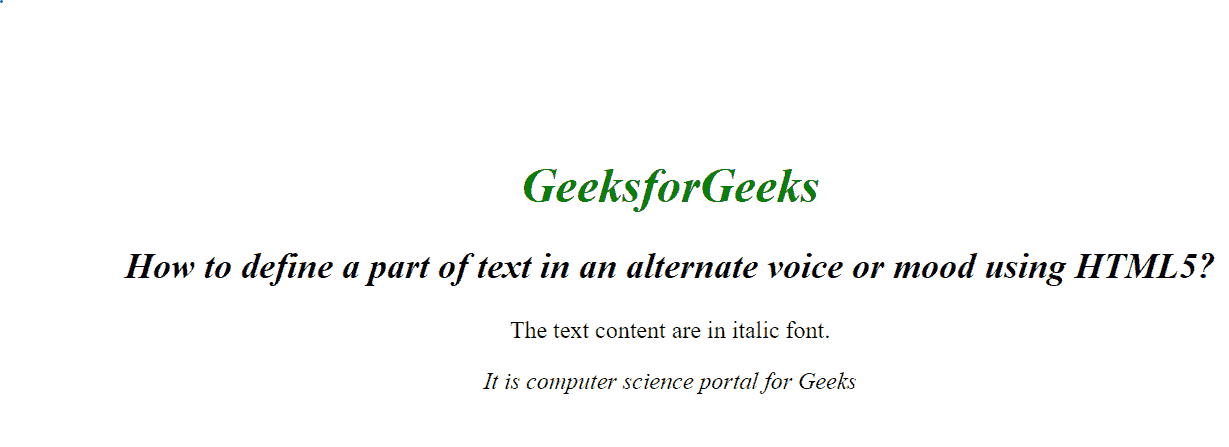 GeeksforGeeks
How to define a part of text in an alternate voice or mood using HTML5?
The text content are in italic font.
It is computer science portal for Geeks